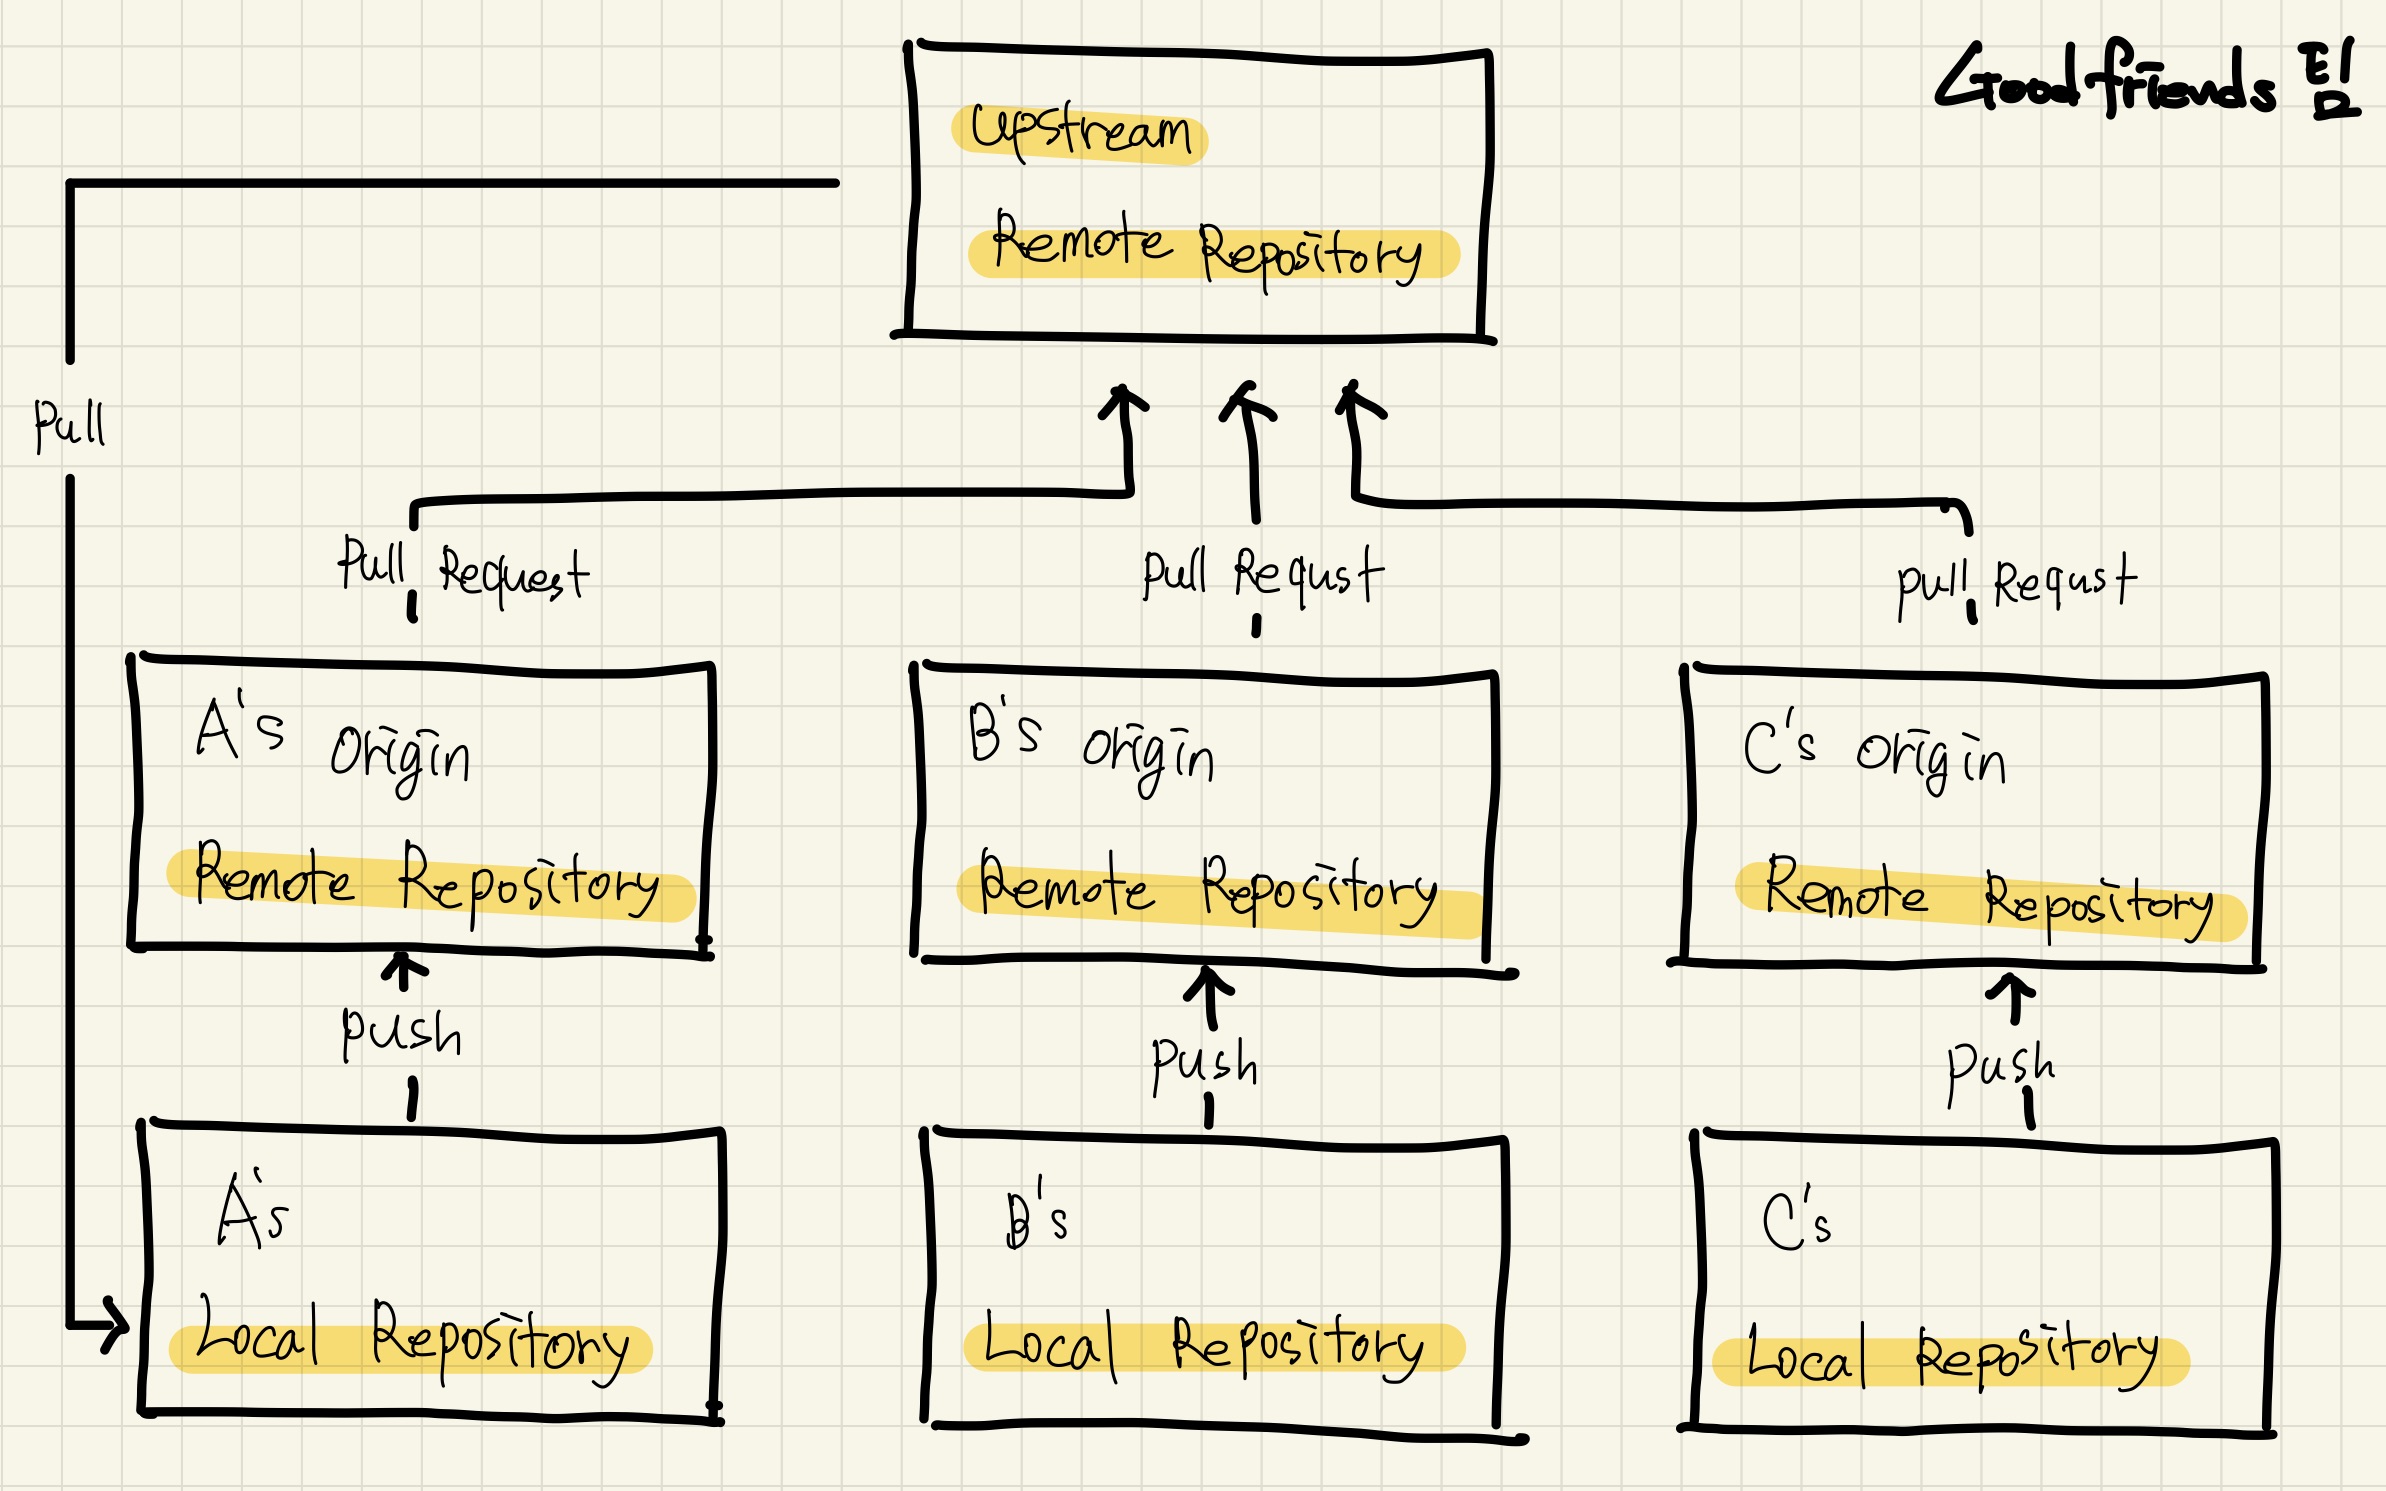 Goodfriends 팀
Upstream
Remote Repository
Pull
Pull Request
Pull Requst
Pull Requst
A's origin
Remote Repository
B's origin
Remote Repository
C's origin
Remote Repository
push
push
push
A's
Local Repository
B's
Local Repository
C's
Local Repository